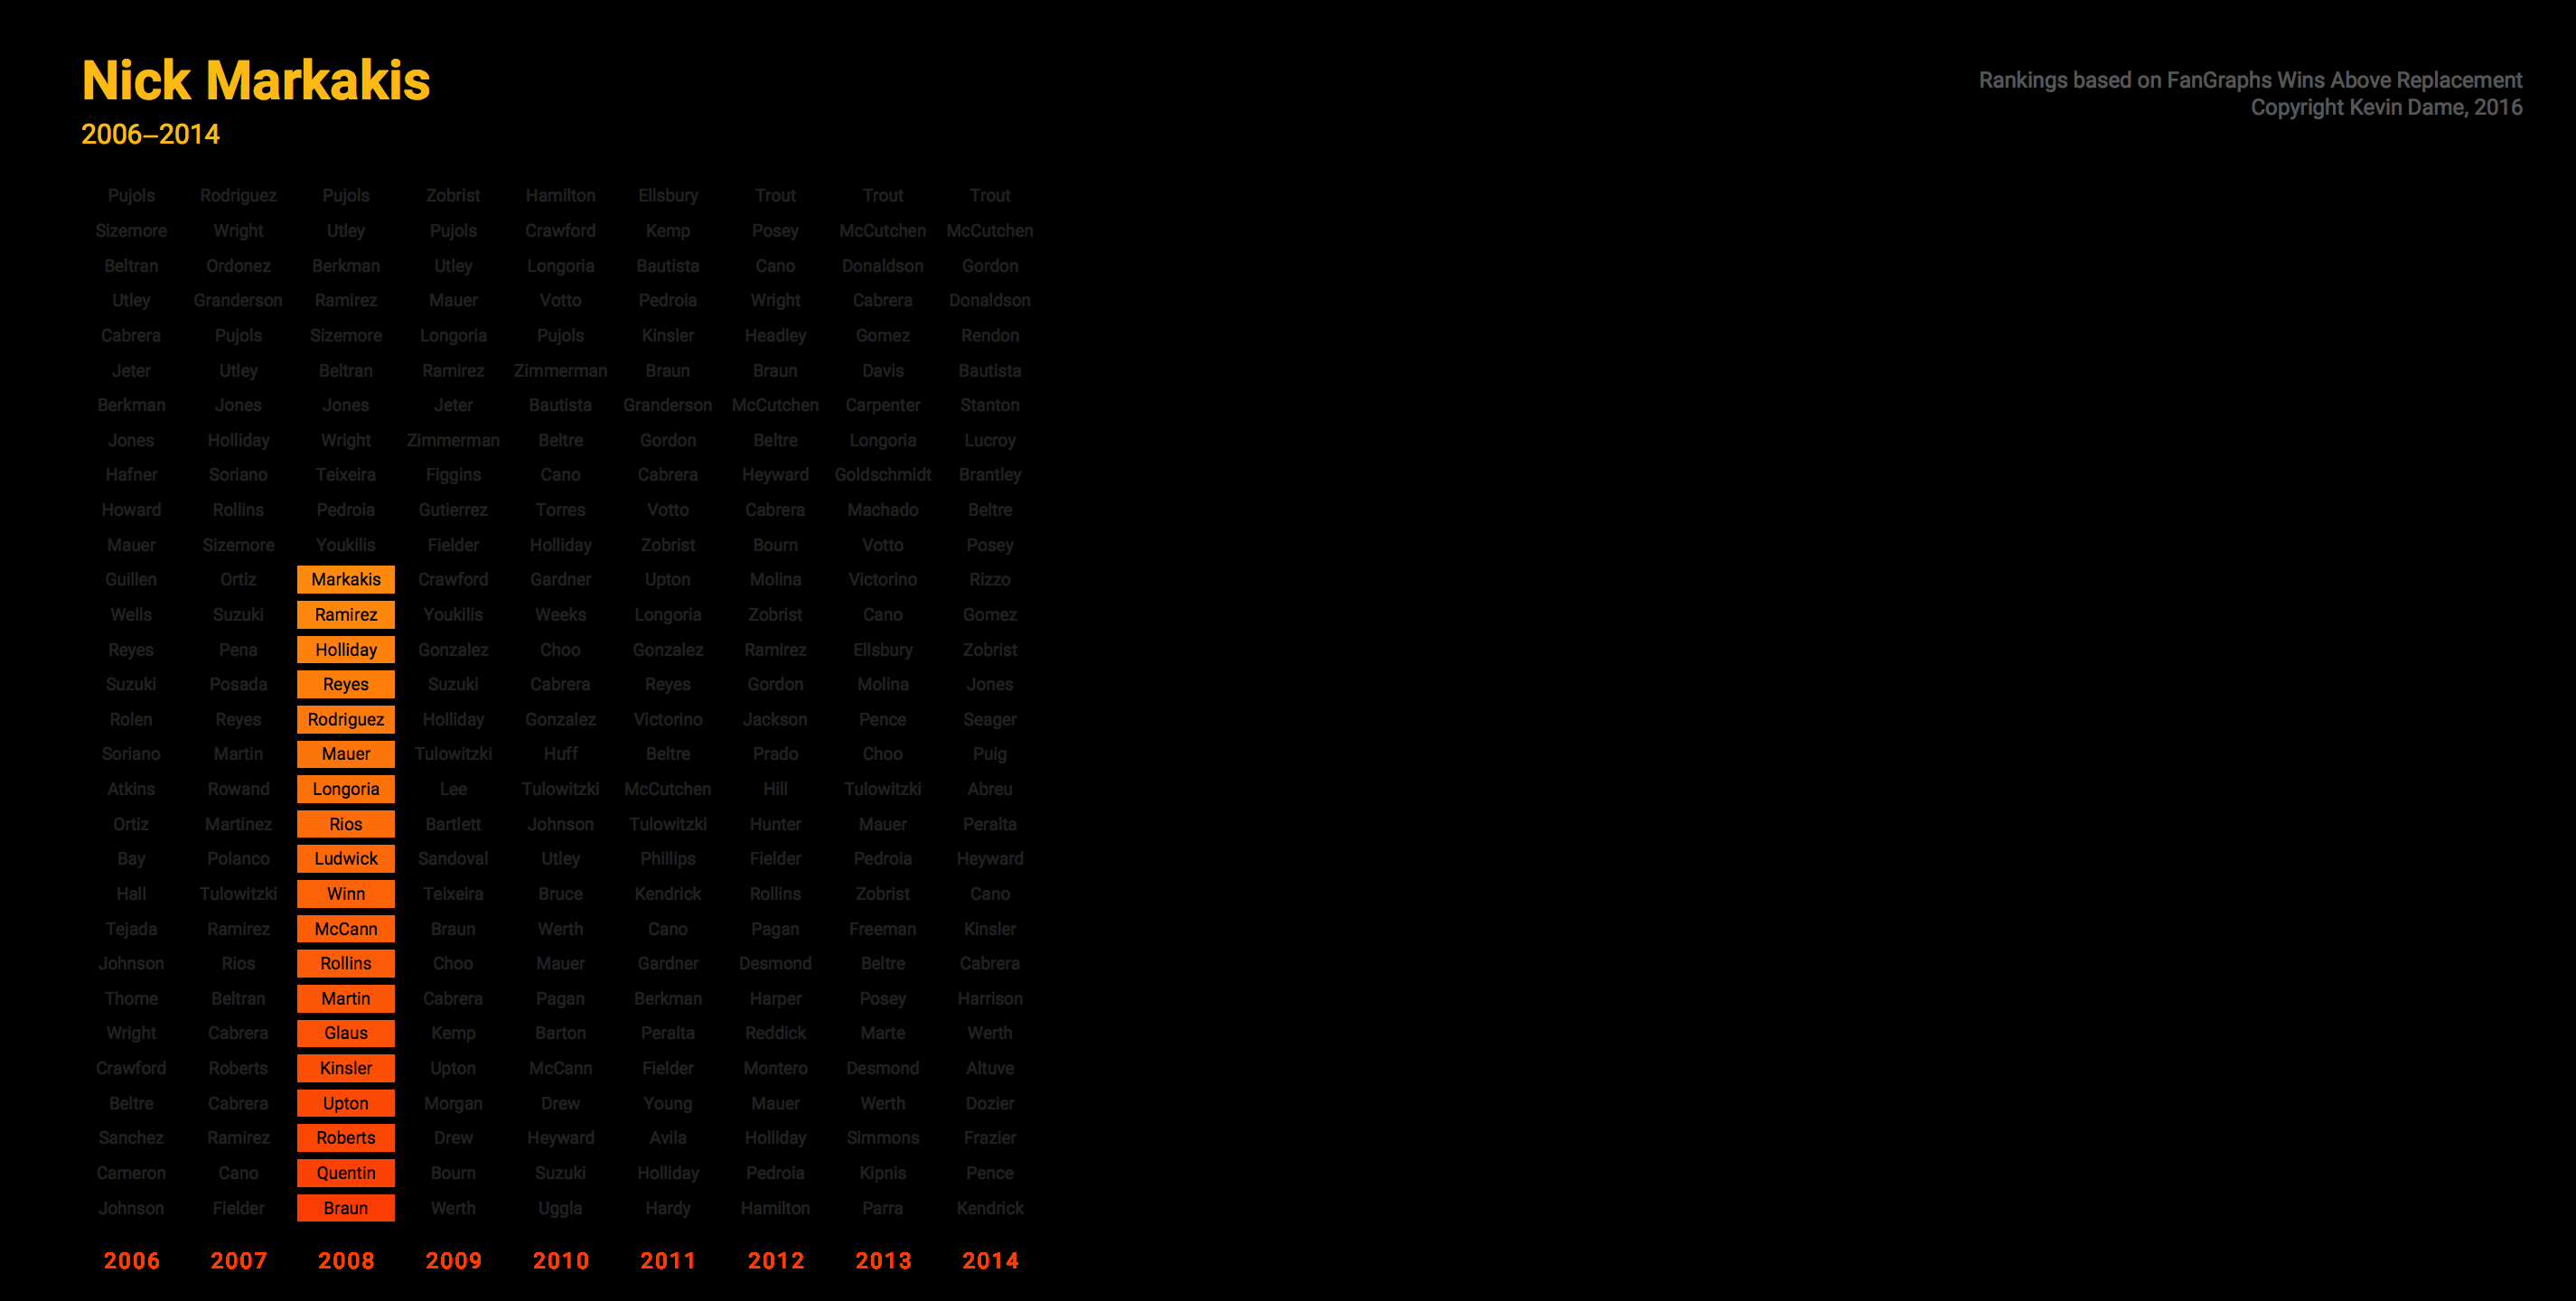 Nick Markakis
2006–2014
Rankings based on FanGraphs Wins Above Replacement
Copyright Kevin Dame, 2016
Pujols Rodriguez Pujols Zobrist Hamilton Ellsbury Trout Trout Trout
Sizemore Wright Utley Pujols Crawford Kemp Posey McCutchen McCutchen
Beltran Ordonez Berkman Utley Longoria Bautista Cano Donaldson Gordon
Utley Granderson Ramirez Mauer Votto Pedroia Wright Cabrera Donaldson
Cabrera Pujols Sizemore Longoria Pujols Kinsler Headley Gomez Rendon
Jeter Utley Beltran Ramirez Zimmerman Braun Braun Davis Bautista
Berkman Jones Jones Jeter Bautista Granderson McCutchen Carpenter Stanton
Jones Holliday Wright Zimmerman Beltre Gordon Beltre Longoria Lucroy
Hafner Soriano Teixeira Figgins Cano Cabrera Heyward Goldschmidt Brantley
Howard Rollins Pedroia Gutierrez Torres Votto Cabrera Machado Beltre
Mauer Sizemore Youkilis Fielder Holliday Zobrist Bourn Votto Posey
Guillen Ortiz Markakis Crawford Gardner Upton Molina Victorino Rizzo
Wells Suzuki Ramirez Youkilis Weeks Longoria Zobrist Cano Gomez
Reyes Pena Holliday Gonzalez Choo Gonzalez Ramirez Ellsbury Zobrist
Suzuki Posada Reyes Suzuki Cabrera Reyes Gordon Molina Jones
Rolen Reyes Rodriguez Holliday Gonzalez Victorino Jackson Pence Seager
Soriano Martin Mauer Tulowitzki Huff Beltre Prado Choo Puig
Atkins Rowand Longoria Lee Tulowitzki McCutchen Hill Tulowitzki Abreu
Ortiz Martinez Rios Bartlett Johnson Tulowitzki Hunter Mauer Peralta
Bay Polanco Ludwick Sandoval Utley Phillips Fielder Pedroia Heyward
Hall Tulowitzki Winn Teixeira Bruce Kendrick Rollins Zobrist Cano
Tejada Ramirez McCann Braun Werth Cano Pagan Freeman Kinsler
Johnson Rios Rollins Choo Mauer Gardner Desmond Beltre Cabrera
Thome Beltran Martin Cabrera Pagan Berkman Harper Posey Harrison
Wright Cabrera Glaus Kemp Barton Peralta Reddick Marte Werth
Crawford Roberts Kinsler Upton McCann Fielder Montero Desmond Altuve
Beltre Cabrera Upton Morgan Drew Young Mauer Werth Dozier
Sanchez Ramirez Roberts Drew Heyward Avila Holliday Simmons Frazier
Cameron Cano Quentin Bourn Suzuki Holliday Pedroia Kipnis Pence
Johnson Fielder Braun Werth Uggla Hardy Hamilton Parra Kendrick
2006 2007 2008 2009 2010 2011 2012 2013 2014